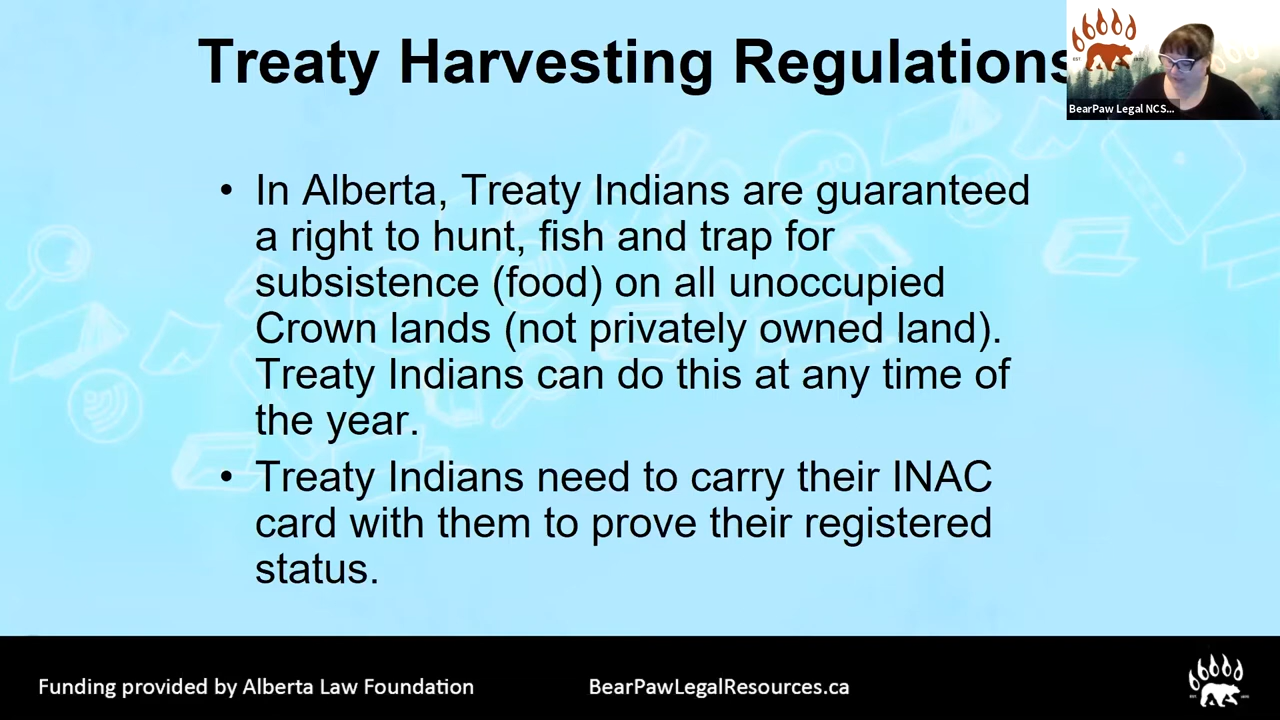 Treaty Harvesting Regulations
BearPaw Legal NCS...
• In Alberta, Treaty Indians are guaranteed
a right to hunt, fish and trap for
subsistence (food) on all unoccupied
Crown lands (not privately owned land).
Treaty Indians can do this at any time of
the year.
• Treaty Indians need to carry their INAC
card with them to prove their registered
status.
Funding provided by Alberta Law Foundation
BearPawLegalResources.ca